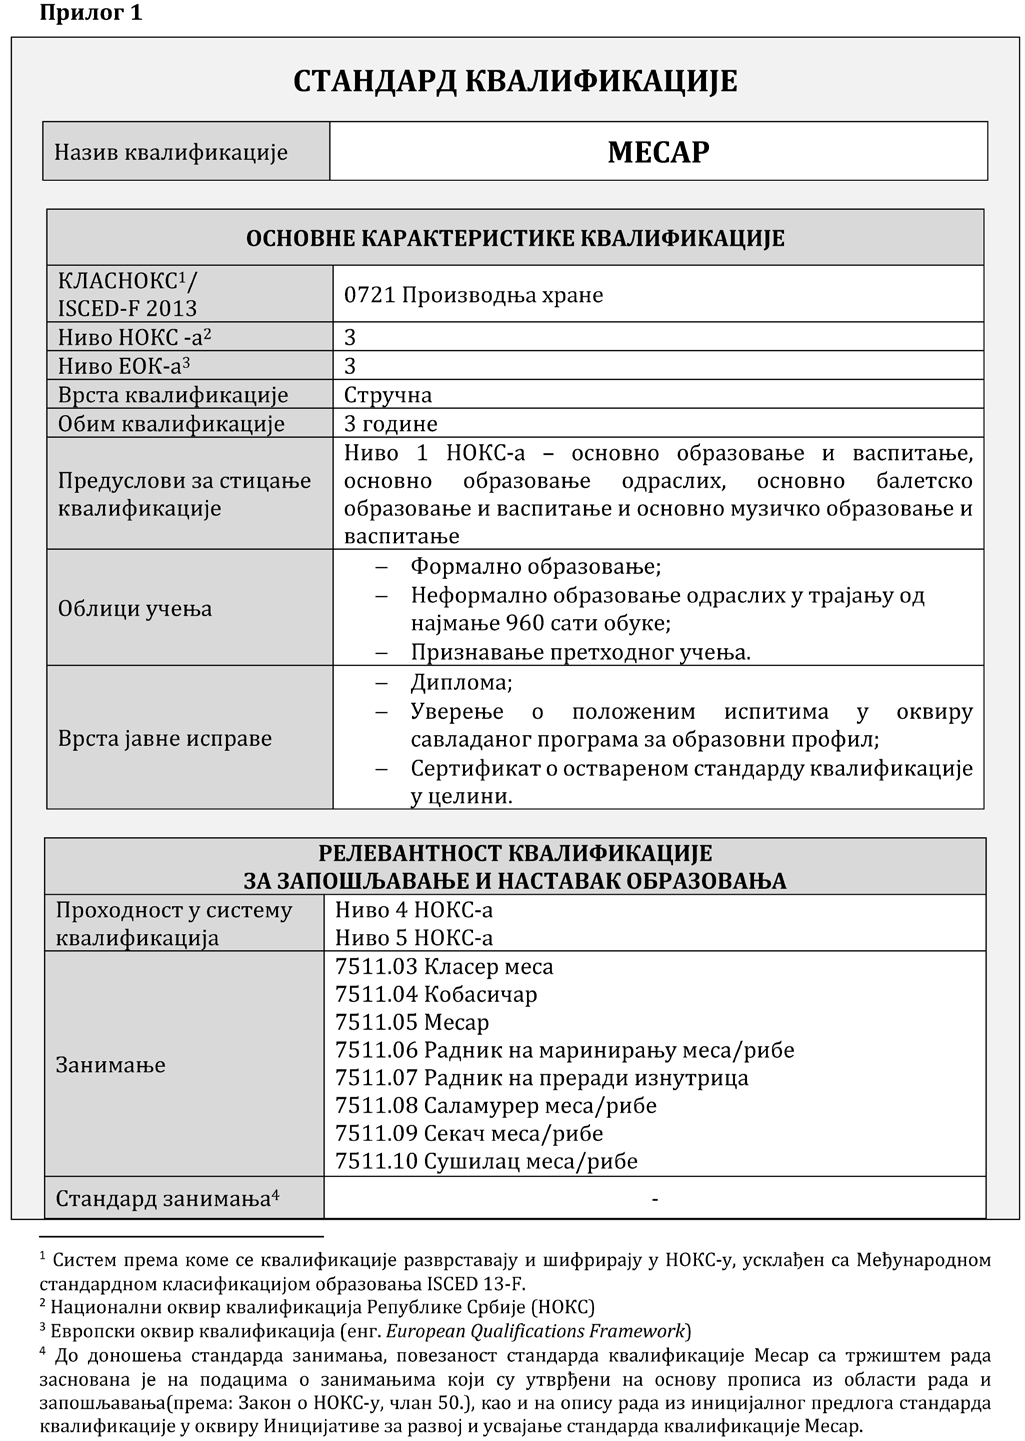 Прилог 1
СТАНДАРД КВАЛИФИКАЦИЈЕ
Назив квалификације
МЕСАР
ОСНОВНЕ КАРАКТЕРИСТИКЕ КВАЛИФИКАЦИЈЕ
КЛАСНОКС¹/
ISCED-F 2013
0721 Производња хране
Ниво НОКС -а²
3
Ниво ЕОК-а³
3
Врста квалификације
Стручна
Обим квалификације
3 године
Предуслови за стицање
квалификације
Ниво 1 НОКС-а – основно образовање и васпитање,
основно образовање одраслих, основно балетско
образовање и васпитање и основно музичко образовање и
васпитање
Облици учења
– Формално образовање;
– Неформално образовање одраслих у трајању од
најмање 960 сати обуке;
– Признавање претходног учења.
Врста јавне исправе
– Диплома;
– Уверење о положеним испитима у оквиру
савладаног програма за образовни профил;
– Сертификат о оствареном стандарду квалификације
у целини.
РЕЛЕВАНТНОСТ КВАЛИФИКАЦИЈЕ
ЗА ЗАПОШЉАВАЊЕ И НАСТАВАК ОБРАЗОВАЊА
Проходност у систему
квалификација
Ниво 4 НОКС-а
Ниво 5 НОКС-а
Занимање
7511.03 Класер меса
7511.04 Кобасичар
7511.05 Месар
7511.06 Радник на маринирању меса/рибе
7511.07 Радник на преради изнутрица
7511.08 Саламурер меса/рибе
7511.09 Секач меса/рибе
7511.10 Сушилац меса/рибе
Стандард занимања⁴
-
¹ Систем према коме се квалификације разврставају и шифрирају у НОКС-у, усклађен са Међународном
стандардном класификацијом образовања ISCED 13-F.
² Национални оквир квалификација Републике Србије (НОКС)
³ Европски оквир квалификација (енг. European Qualifications Framework)
⁴ До доношења стандарда занимања, повезаност стандарда квалификације Месар са тржиштем рада
заснована је на подацима о занимањима који су утврђени на основу прописа из области рада и
запошљавања(према: Закон о НОКС-у, члан 50.), као и на опису рада из иницијалног предлога стандарда
квалификације у оквиру Иницијативе за развој и усвајање стандарда квалификације Месар.